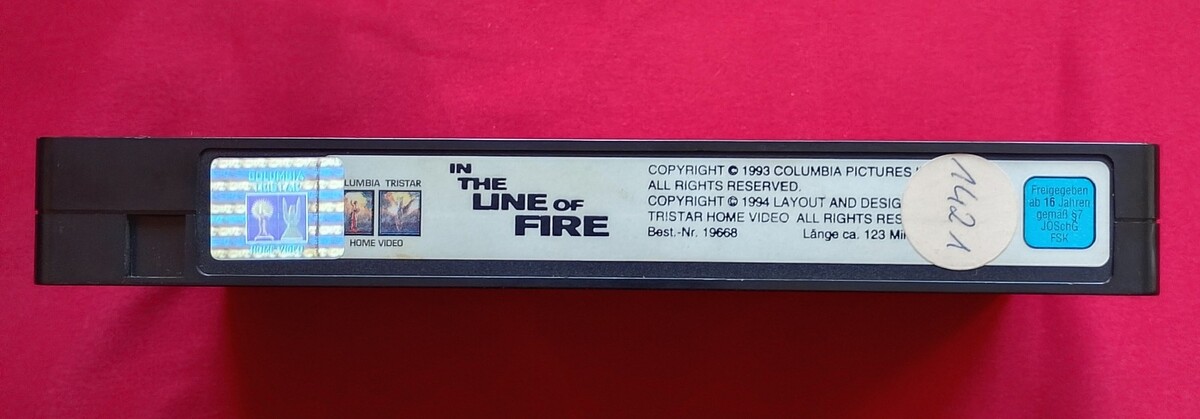 COLUMBIA
TRISTAR
HOME VIDEO
LUMBIA TRISTAR
HOME VIDEO
IN
THE
LINE OF
FIRE
COPYRIGHT © 1993 COLUMBIA PICTURES
ALL RIGHTS RESERVED.
COPYRIGHT © 1994 LAYOUT AND DESIG
TRISTAR HOME VIDEO ALL RIGHTS RES
Best.-Nr. 19668 Länge ca. 123 Min
1421
Freigegeben
ab 16 Jahren
gemäß §7
JÖSchG
FSK